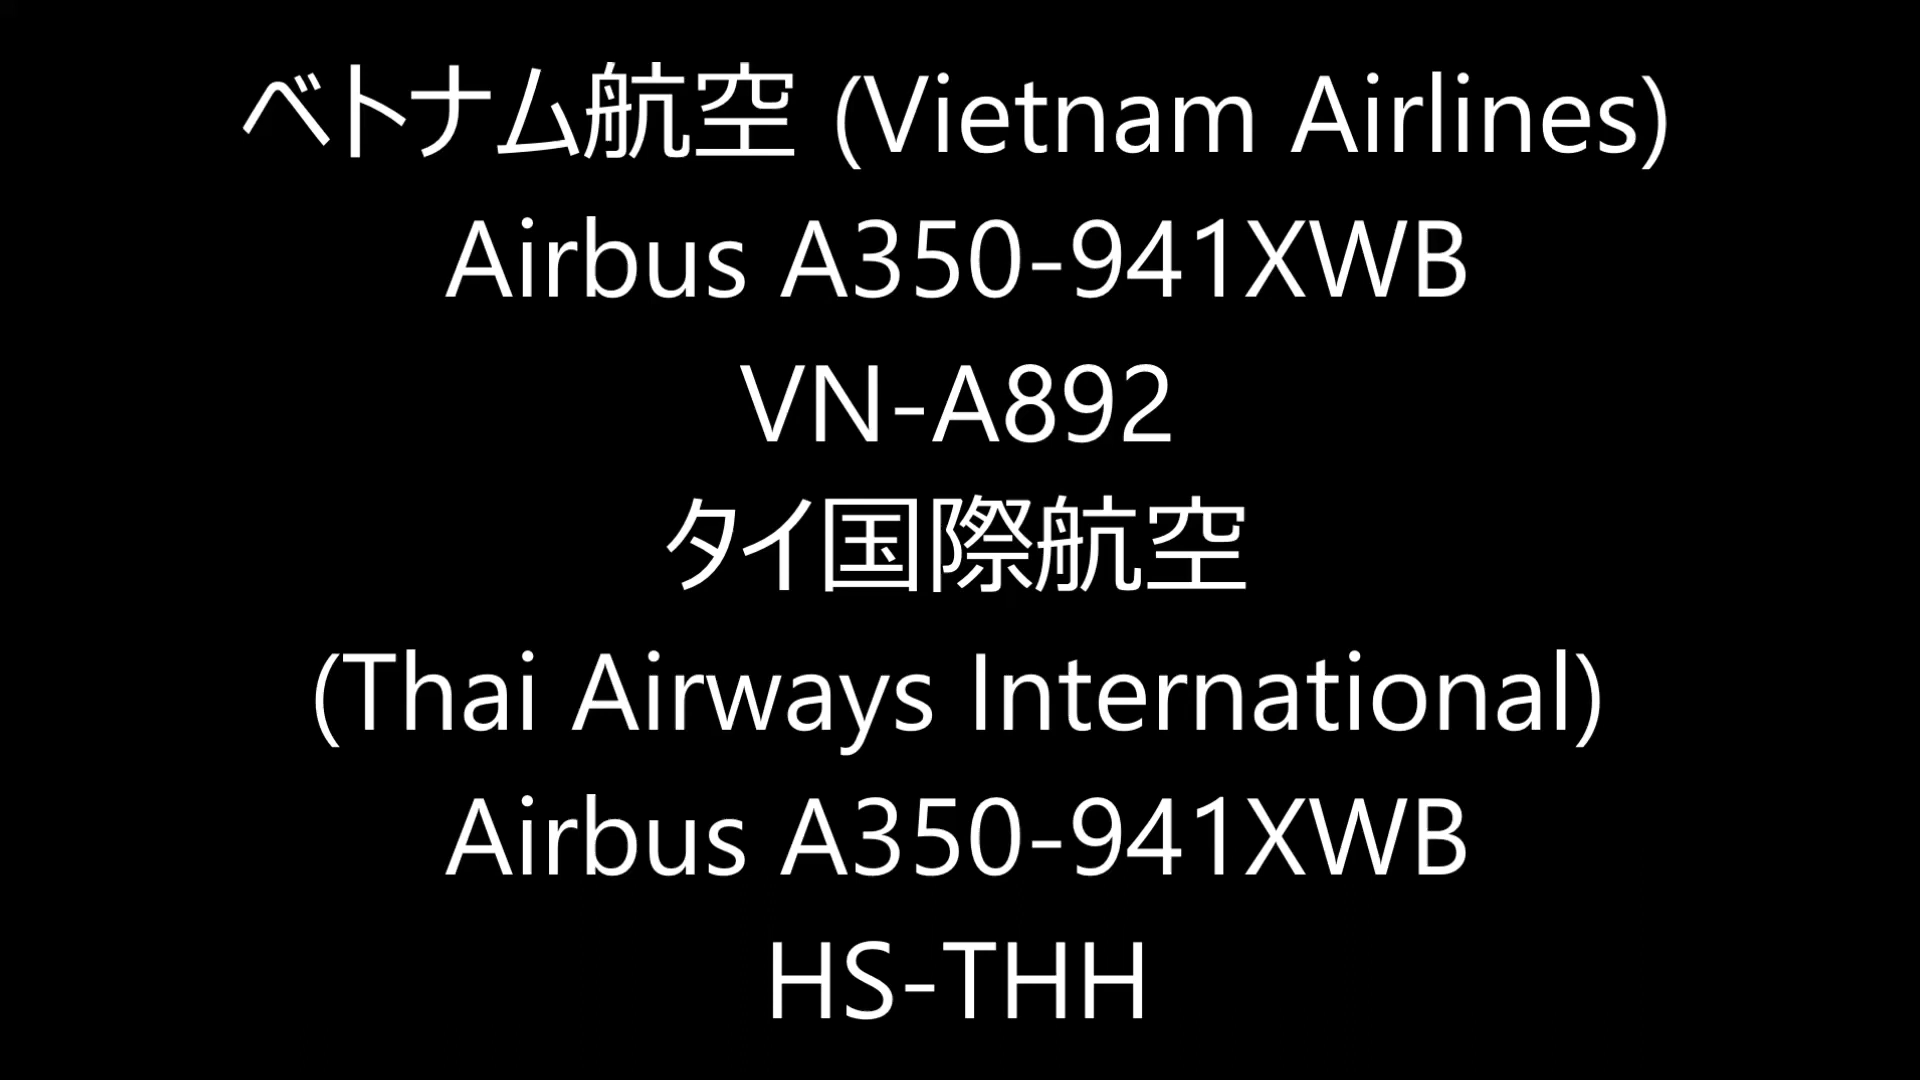 ベトナム航空 (Vietnam Airlines)
Airbus A350-941XWB
VN-A892
タイ国際航空
(Thai Airways International)
Airbus A350-941XWB
HS-THH